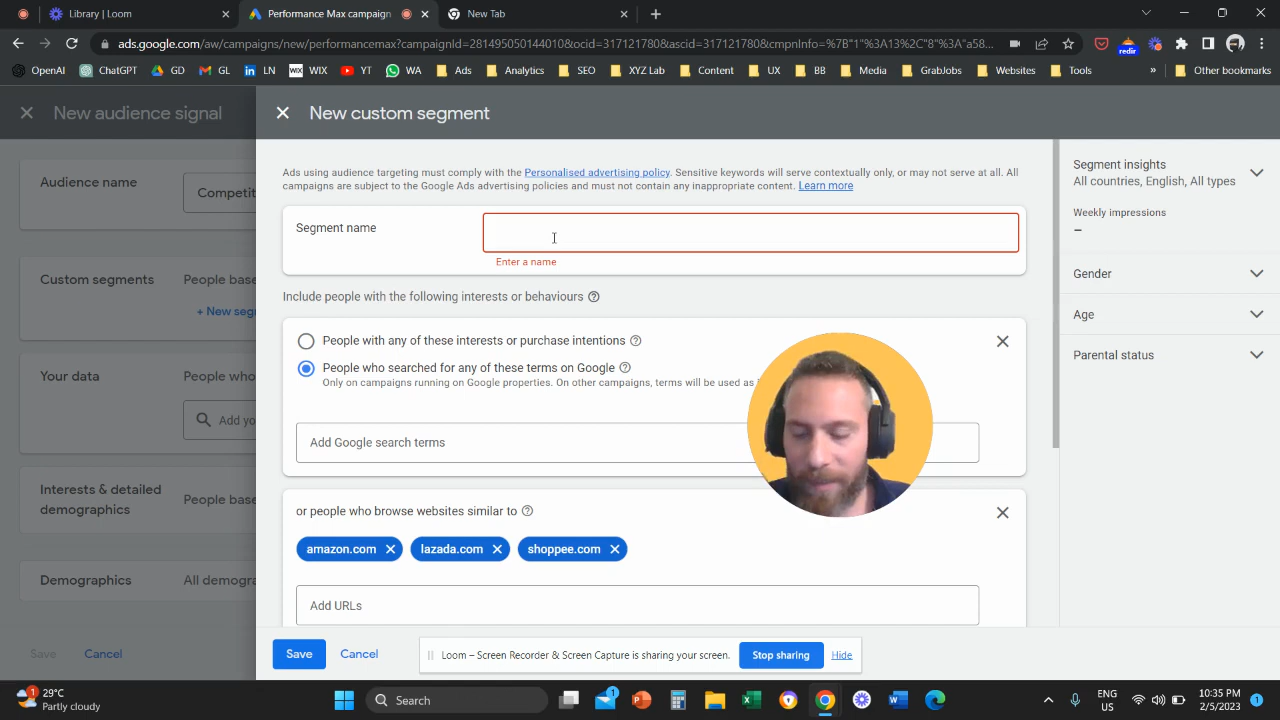 Library | Loom
Performance Max campaign
New Tab
ads.google.com/aw/campaigns/new/performancemax?campaignId=281495050144010&ocid=317121780&ascid=317121780&cmpnInfo=%7B"1"%3A13%2C"8"%3A"a58...
redir
OpenAI
ChatGPT
GD
GL
LN
WIX WIX
YT
WA
Ads
Analytics
SEO
XYZ Lab
Content
UX
BB
Media
GrabJobs
Websites
Tools
»
Other bookmarks
New audience signal
Audience name
Competit
Custom segments
People based
+ New seg
Your data
People who
Add you
Interests & detailed
demographics
People base
Demographics
All demogra
Save
Cancel
New custom segment
Ads using audience targeting must comply with the Personalised advertising policy. Sensitive keywords will serve contextually only, or may not serve at all. All
campaigns are subject to the Google Ads advertising policies and must not contain any inappropriate content. Learn more
Segment name
Enter a name
Include people with the following interests or behaviours
People with any of these interests or purchase intentions
People who searched for any of these terms on Google
Only on campaigns running on Google properties. On other campaigns, terms will be used as
Add Google search terms
or people who browse websites similar to
amazon.com
lazada.com
shoppee.com
Add URLs
Save
Cancel
Segment insights
All countries, English, All types
Weekly impressions
–
Gender
Age
Parental status
Loom – Screen Recorder & Screen Capture is sharing your screen.
Stop sharing
Hide
1
29°C
Partly cloudy
Search
1
ENG
US
10:35 PM
2/5/2023
1